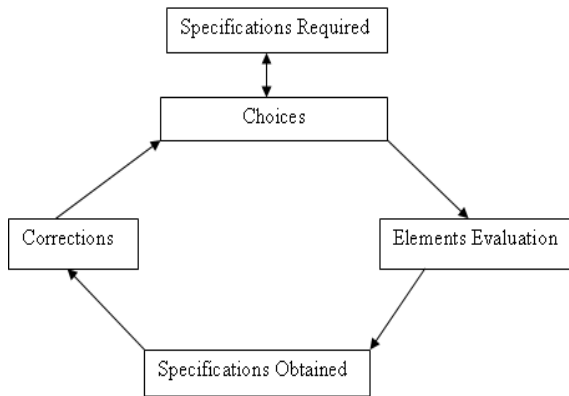 Specifications Required
Choices
Corrections
Elements Evaluation
Specifications Obtained